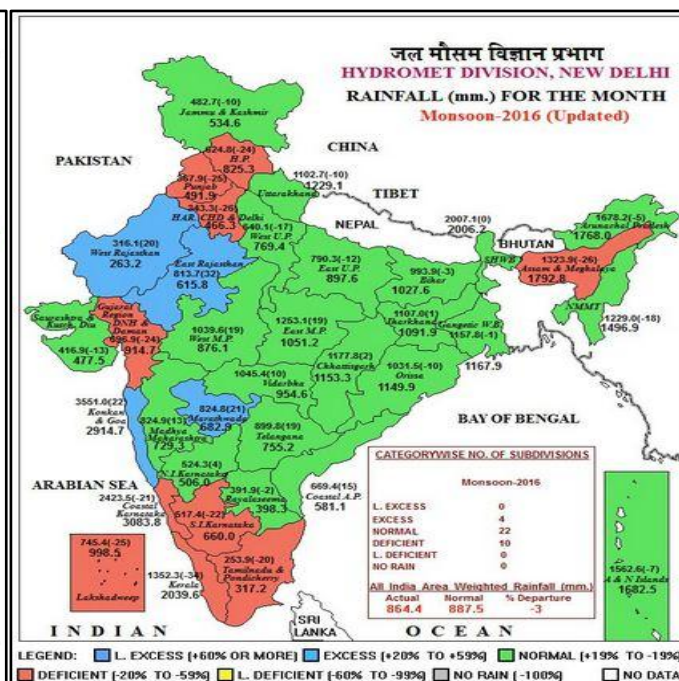 जल मौसम विज्ञान प्रभाग
HYDROMET DIVISION, NEW DELHI
RAINFALL (mm.) FOR THE MONTH
Monsoon-2016 (Updated)
482.7(-10)
Jammu & Kashmir
534.6
CHINA
PAKISTAN
624.8(-24)
H.P.
825.3
Punjab
491.9
1102.7(-10)
1229.1
Uttarakhand
TIBET
343.3(-26)
HAR. CHD & Delhi
466.3
640.1(-17)
West U.P.
769.4
NEPAL
2007.1(0)
2006.2
BHUTAN
1678.2(-5)
Arunachal Pradesh
1768.0
316.1(20)
West Rajasthan
263.2
East Rajasthan
813.7(32)
615.8
790.3(-12)
East U.P.
897.6
993.9(-3)
Bihar
1027.6
SHWB
1323.9(-26)
Assam & Meghalaya
1792.8
NMMT
1229.0(-18)
1496.9
Saurashtra &
Kutch, Diu
416.9(-13)
477.5
Gujarat
Region
DNH &
Daman
696.9(-24)
914.7
1039.6(19)
West M.P.
876.1
1253.1(19)
East M.P.
1051.2
1107.0(1)
Jharkhand
1091.9
Gangetic W.B.
1157.8(-1)
1167.9
1177.8(2)
Chhattisgarh
1153.3
1031.5(-10)
Orissa
1149.9
1045.4(10)
Vidarbha
954.6
3551.0(22)
Konkan
& Goa
2914.7
824.9(13)
Madhya
Maharashtra
729.3
824.8(21)
Marathwada
682.9
899.8(19)
Telangana
755.2
BAY OF BENGAL
524.3(4)
N.I.Karnataka
506.0
391.9(-2)
Rayalaseema
398.3
669.4(15)
Coastal A.P.
581.1
ARABIAN SEA
2423.5(-21)
Coastal
Karnataka
3083.8
517.4(-22)
S.I.Karnataka
660.0
745.4(-25)
998.5
Lakshadweep
1352.3(-34)
Kerala
2039.6
253.9(-20)
Tamilnadu &
Pondicherry
317.2
SRI
LANKA
CATEGORYWISE NO. OF SUBDIVISIONS
Monsoon-2016
L. EXCESS 0
EXCESS 4
NORMAL 22
DEFICIENT 10
L. DEFICIENT 0
NO RAIN 0
All India Area Weighted Rainfall (mm.)
Actual Normal % Departure
864.4 887.5 -3
1562.6(-7)
A & N Islands
1682.5
INDIAN OCEAN
LEGEND: L. EXCESS [+60% OR MORE] EXCESS [+20% TO +59%] NORMAL [+19% TO -19%]
DEFICIENT [-20% TO -59%] L. DEFICIENT [-60% TO -99%] NO RAIN [-100%] NO DATA